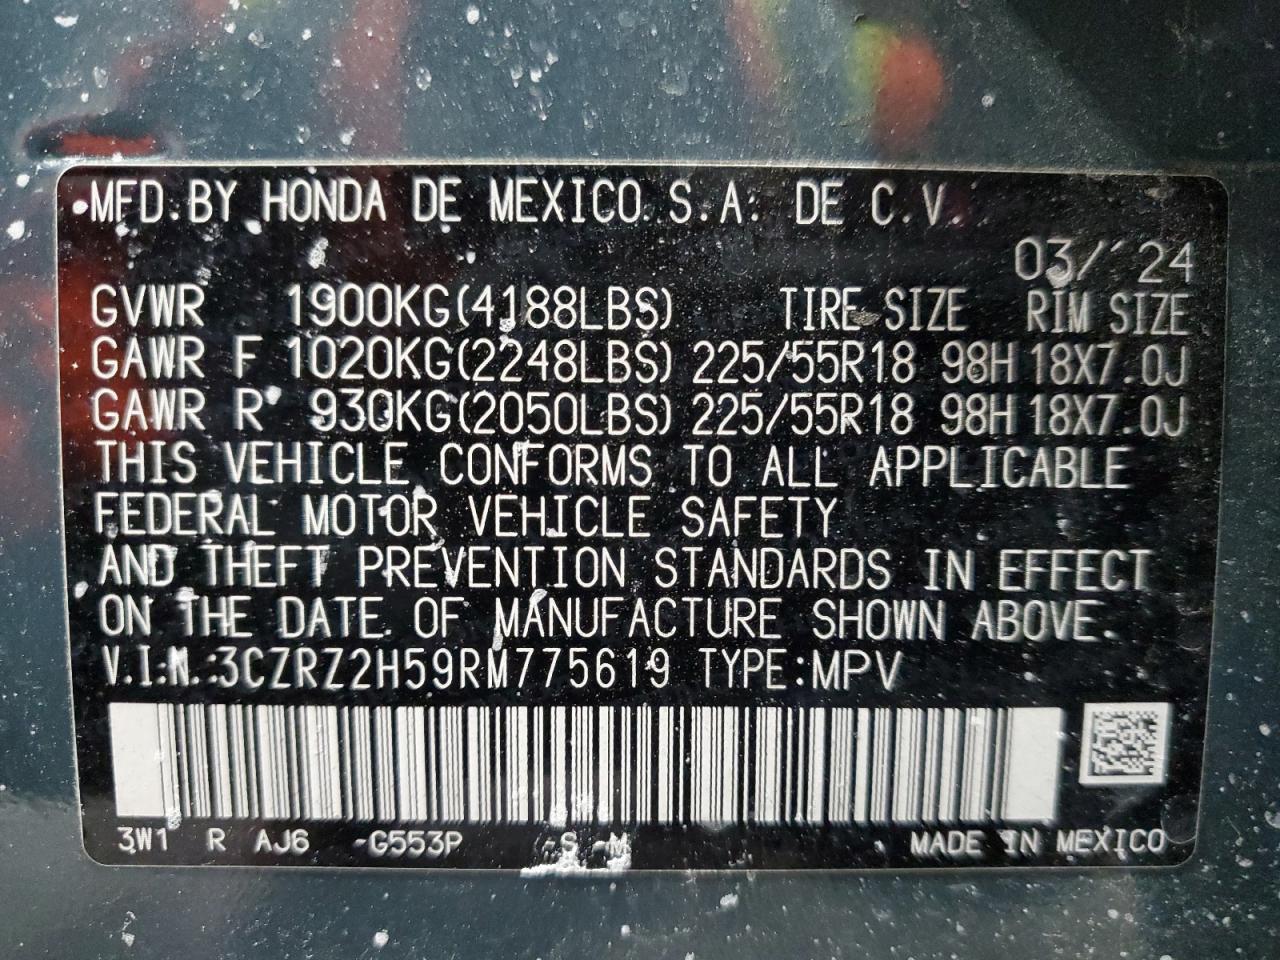 MFD.BY HONDA DE MEXICO.S.A. DE C.V.
03/ 24
GVWR 1900KG(4188LBS) TIRE SIZE RIM SIZE
GAWR F 1020KG(2248LBS) 225/55R18 98H 18X7.0J
GAWR R 930KG(2050LBS) 225/55R18 98H 18X7.0J
THIS VEHICLE CONFORMS TO ALL APPLICABLE
FEDERAL MOTOR VEHICLE SAFETY
AND THEFT PREVENTION STANDARDS IN EFFECT
ON THE DATE OF MANUFACTURE SHOWN ABOVE.
V.I.N.:3CZRZ2H59RM775619 TYPE:MPV
3W1 R AJ6 -G553P -S -M MADE IN MEXICO